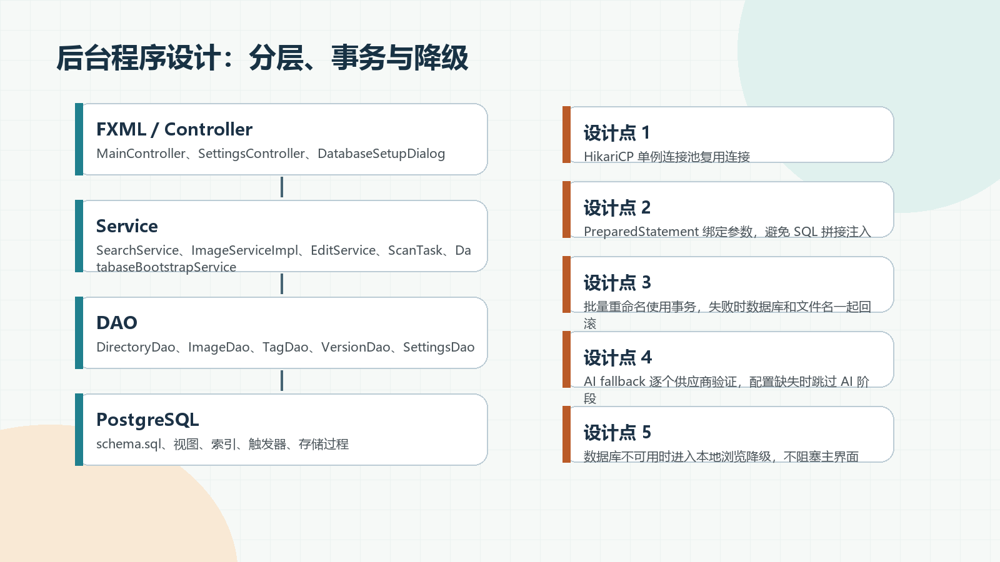 后台程序设计：分层、事务与降级
FXML / Controller
MainController、SettingsController、DatabaseSetupDialog
Service
SearchService、ImageServiceImpl、EditService、ScanTask、Da
tabaseBootstrapService
DAO
DirectoryDao、ImageDao、TagDao、VersionDao、SettingsDao
PostgreSQL
schema.sql、视图、索引、触发器、存储过程
设计点 1
HikariCP 单例连接池复用连接
设计点 2
PreparedStatement 绑定参数，避免 SQL 拼接注入
设计点 3
批量重命名使用事务，失败时数据库和文件名一起回
滚
设计点 4
AI fallback 逐个供应商验证，配置缺失时跳过 AI 阶
段
设计点 5
数据库不可用时进入本地浏览降级，不阻塞主界面